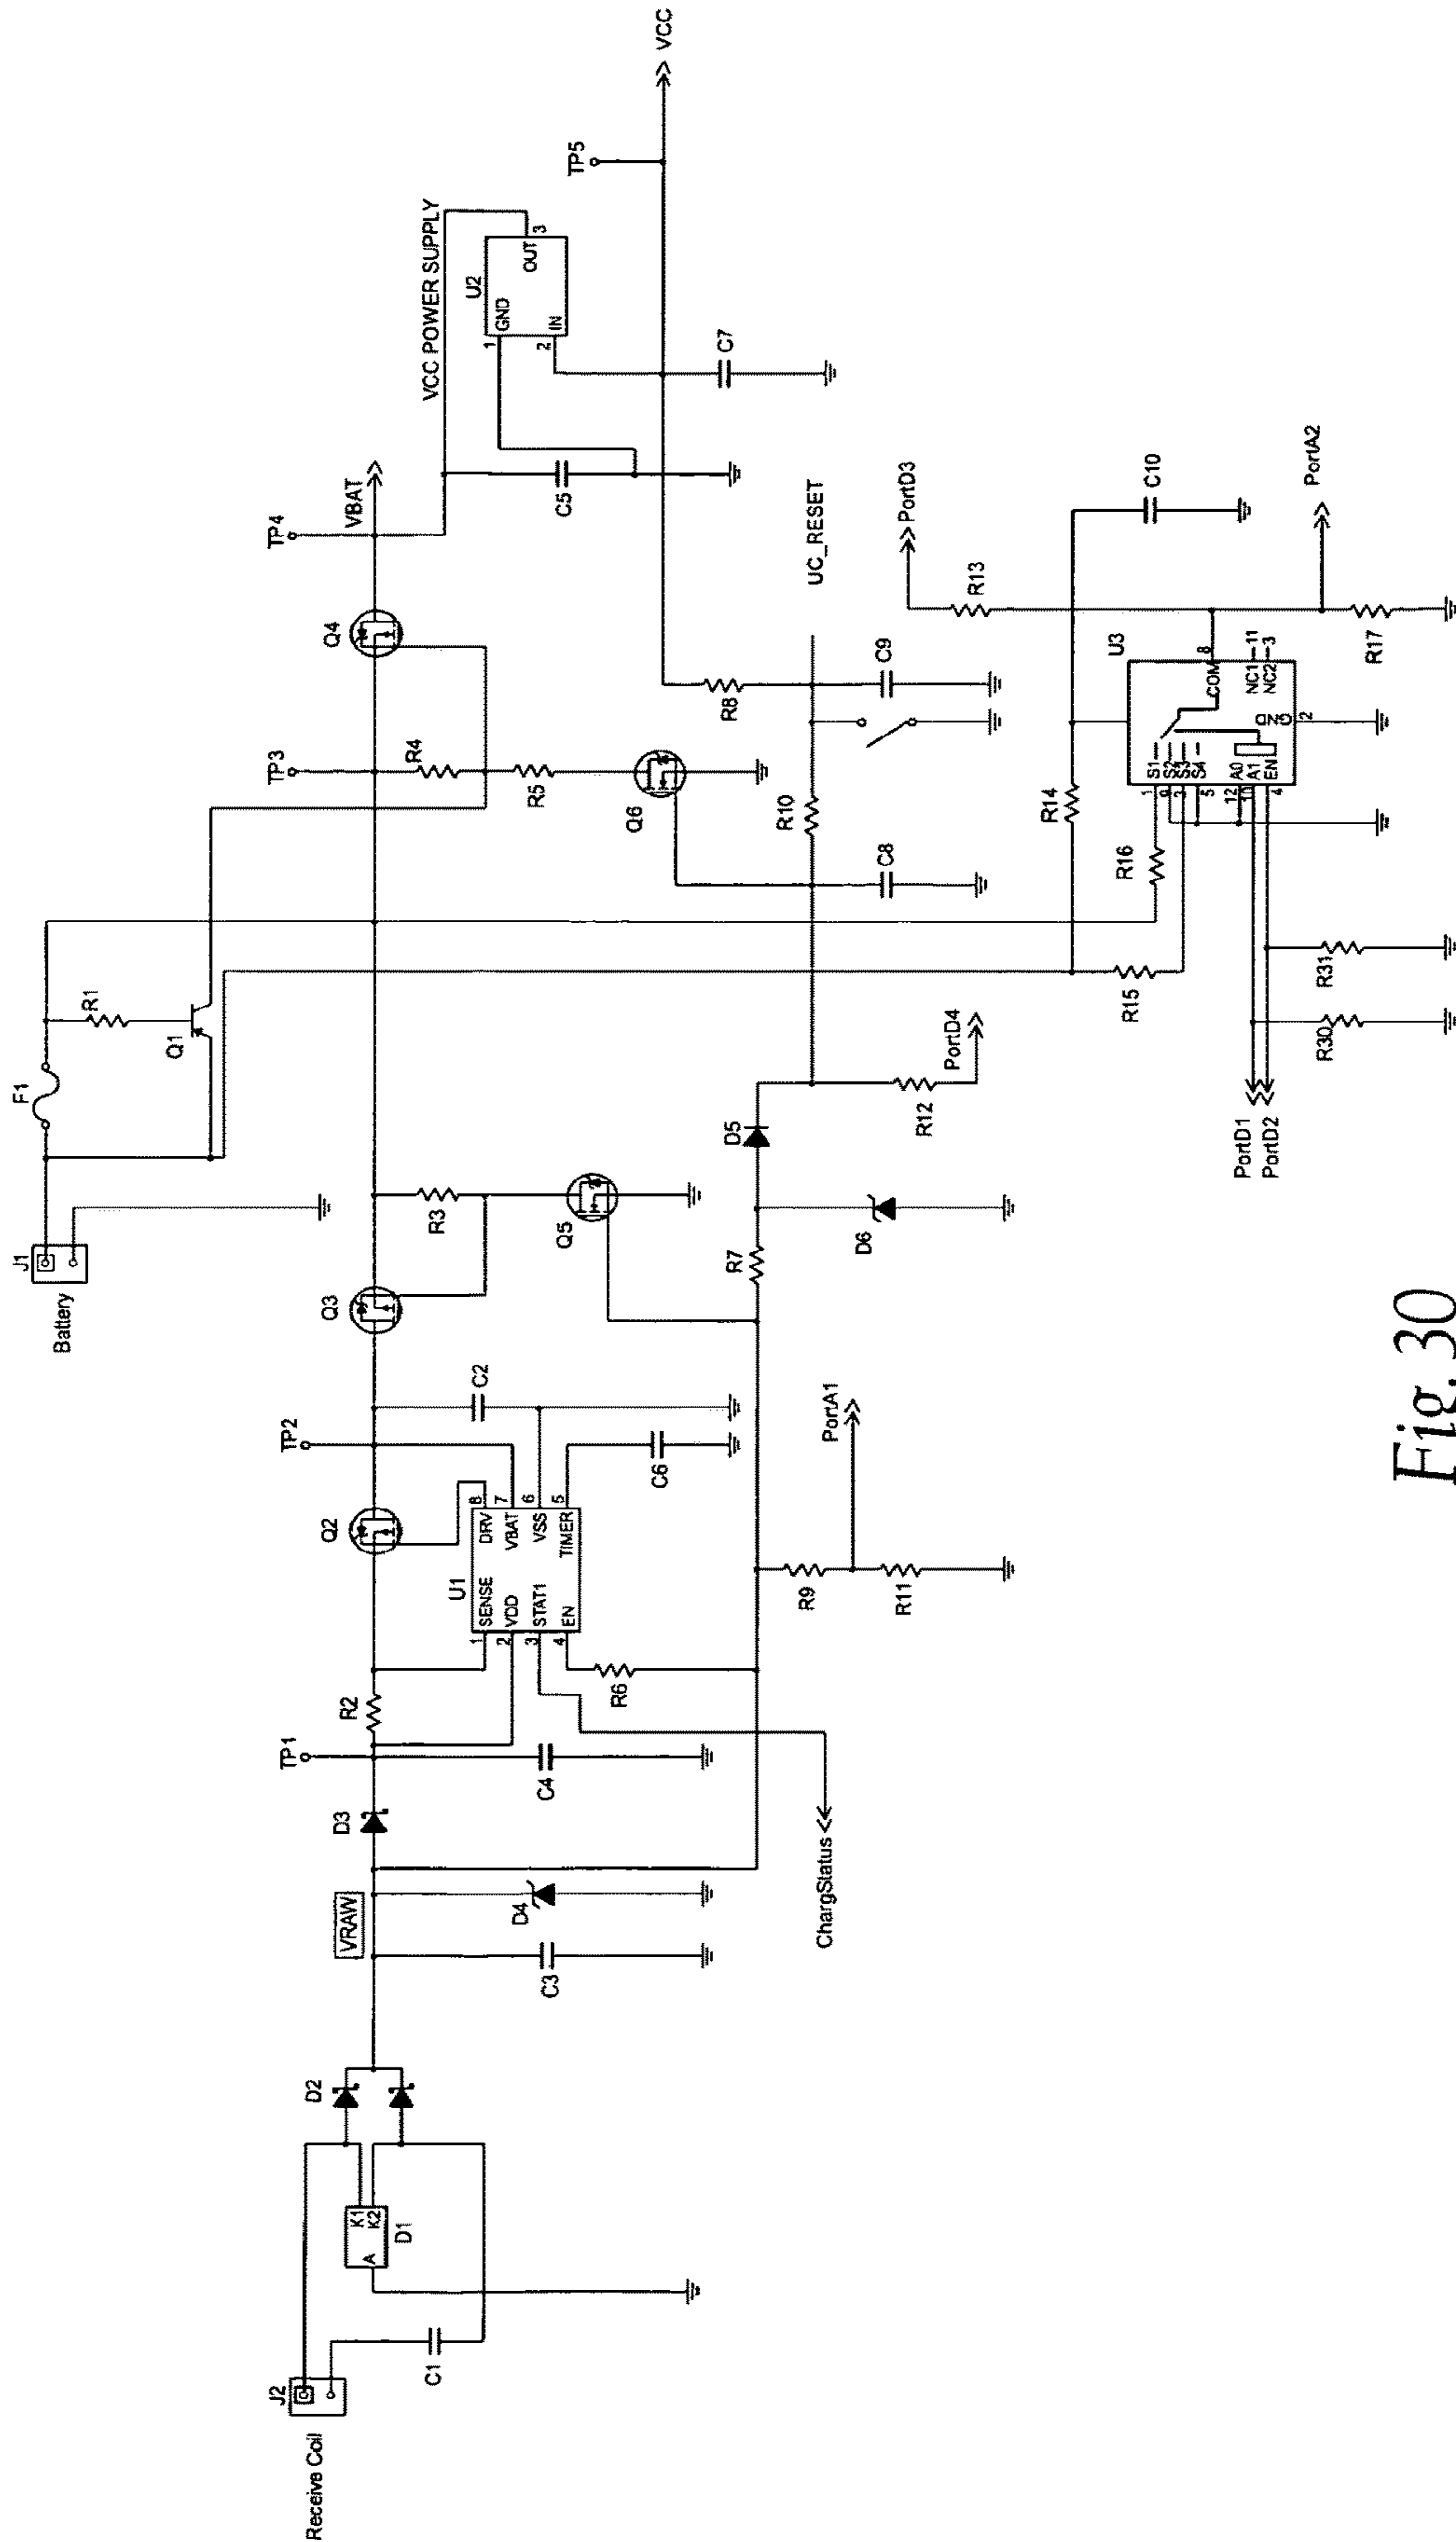 Receive Coil
J2
C1
A
K1
K2
D1
D2
VRAW
C3
D4
D3
TP1
C4
R2
ChargStatus
U1
1 SENSE
2 VDD
3 STAT1
4 EN
DRV 8
VBAT 7
VSS 6
TIMER 5
R6
Q2
TP2
C2
C6
R9
R11
PortA1
Q3
R3
Q5
R7
D6
D5
R12
PortD4
Battery
J1
F1
R1
Q1
TP3
R4
R5
Q6
C8
R10
R8
C9
UC_RESET
Q4
TP4
VBAT
VCC POWER SUPPLY
C5
U2
1 GND
2 IN
OUT 3
C7
TP5
VCC
PortD1
PortD2
R30
R31
R15
R16
R14
U3
1 S1
9 S2
3 S3
5 S4
12 A0
10 A1
4 EN
COM 8
NC1 11
NC2 3
GND 2
R13
PortD3
R17
PortA2
C10
Fig. 30